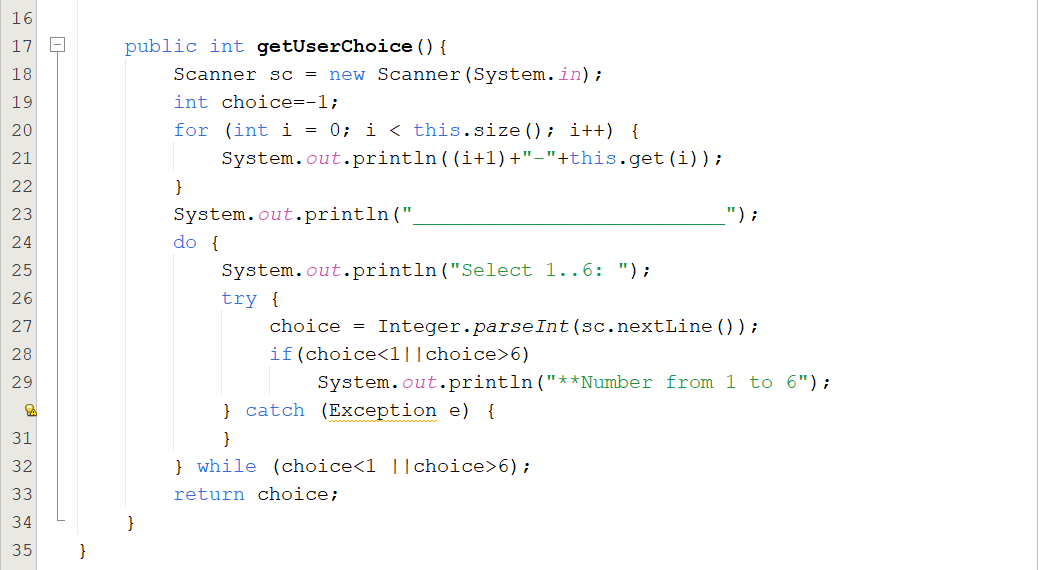 16
17 public int getUserChoice(){
18 Scanner sc = new Scanner(System.in);
19 int choice=-1;
20 for (int i = 0; i < this.size(); i++) {
21 System.out.println((i+1)+"-"+this.get(i));
22 }
23 System.out.println("__________________________");
24 do {
25 System.out.println("Select 1..6: ");
26 try {
27 choice = Integer.parseInt(sc.nextLine());
28 if(choice<1||choice>6)
29 System.out.println("**Number from 1 to 6");
} catch (Exception e) {
31 }
32 } while (choice<1 ||choice>6);
33 return choice;
34 }
35 }